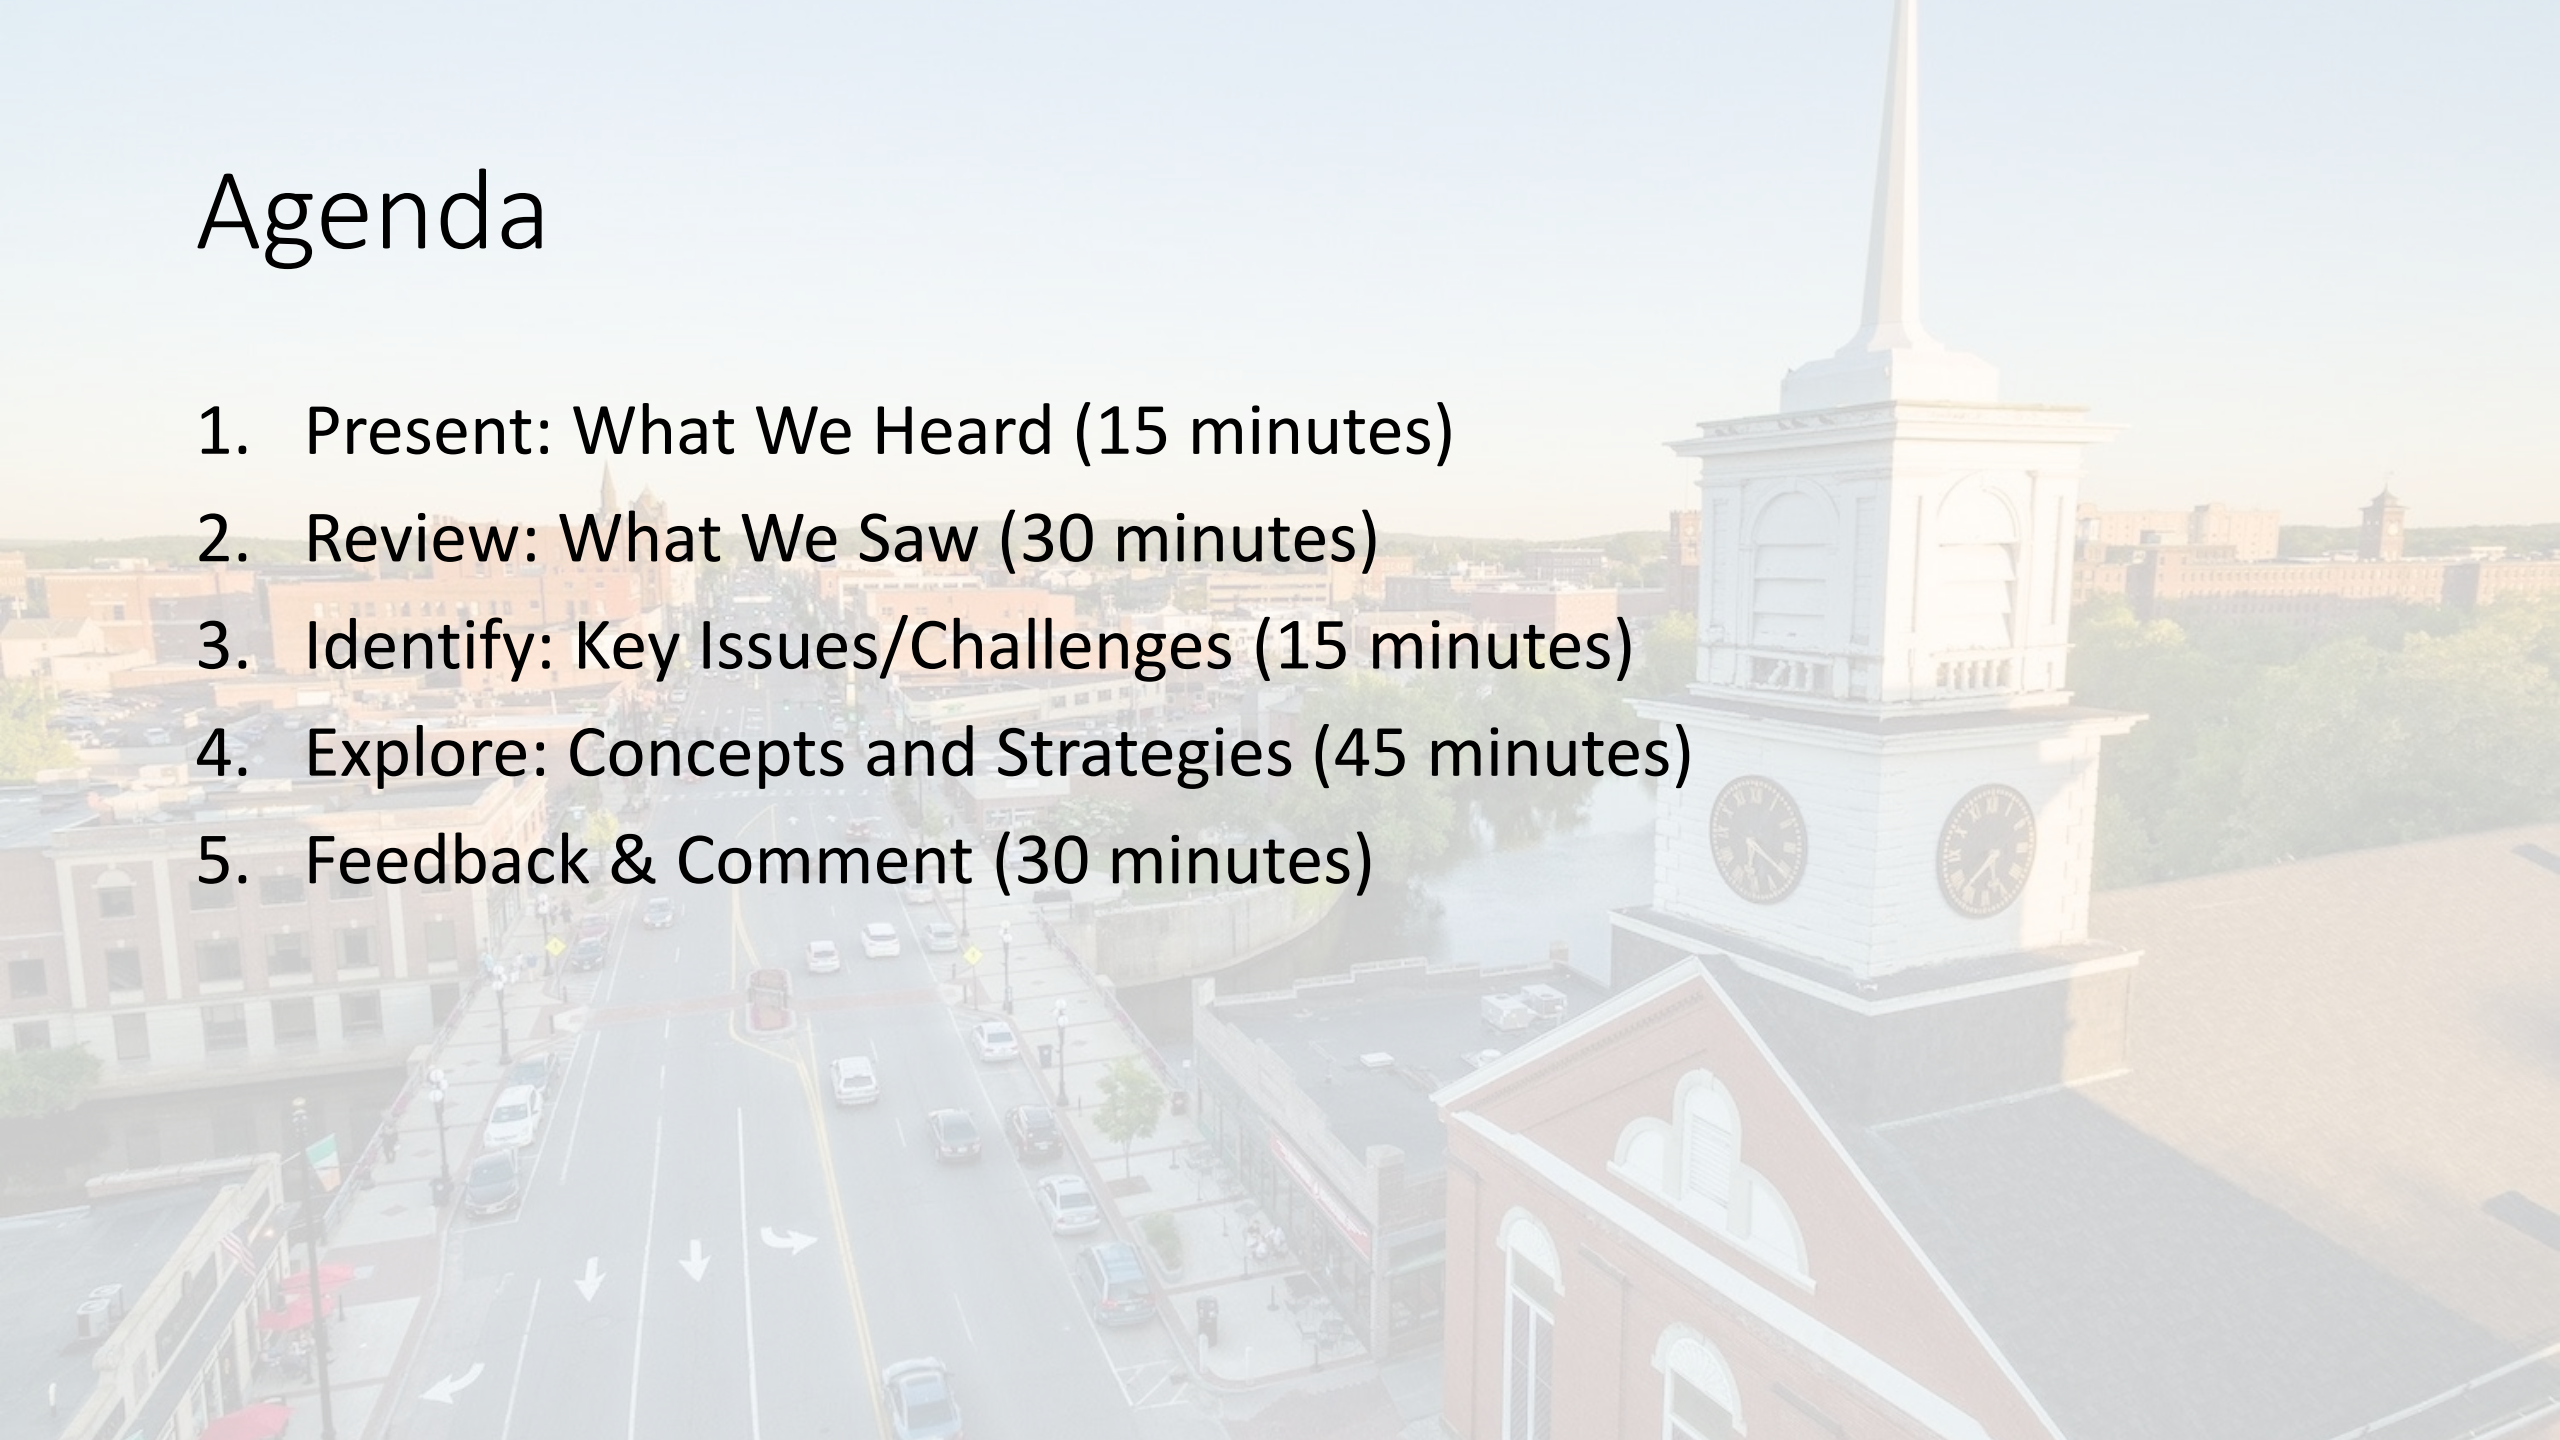 Agenda
1. Present: What We Heard (15 minutes)
2. Review: What We Saw (30 minutes)
3. Identify: Key Issues/Challenges (15 minutes)
4. Explore: Concepts and Strategies (45 minutes)
5. Feedback & Comment (30 minutes)